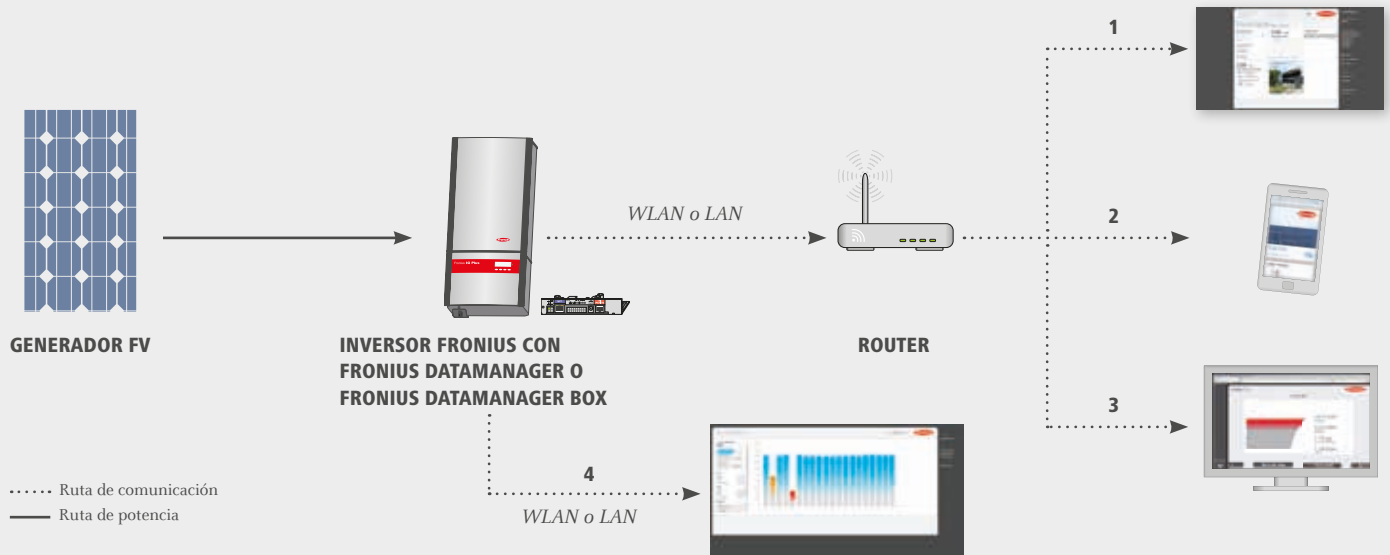 1
WLAN o LAN
2
GENERADOR FV
INVERSOR FRONIUS CON
FRONIUS DATAMANAGER O
FRONIUS DATAMANAGER BOX
ROUTER
3
4
WLAN o LAN
Ruta de comunicación
Ruta de potencia